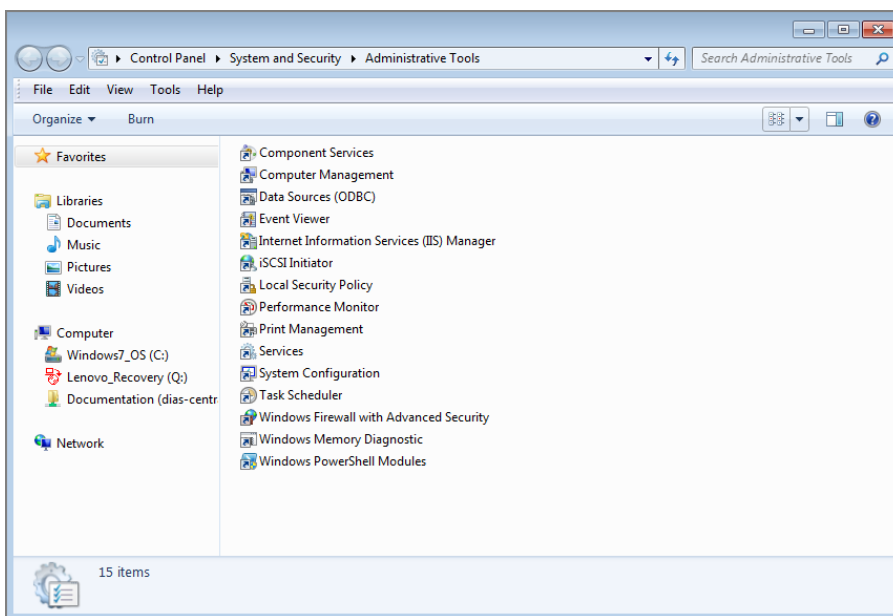 Control Panel ▸ System and Security ▸ Administrative Tools
Search Administrative Tools
File Edit View Tools Help
Organize ▾ Burn
Favorites
Libraries
Documents
Music
Pictures
Videos
Computer
Windows7_OS (C:)
Lenovo_Recovery (Q:)
Documentation (dias-centr
Network
Component Services
Computer Management
Data Sources (ODBC)
Event Viewer
Internet Information Services (IIS) Manager
iSCSI Initiator
Local Security Policy
Performance Monitor
Print Management
Services
System Configuration
Task Scheduler
Windows Firewall with Advanced Security
Windows Memory Diagnostic
Windows PowerShell Modules
15 items